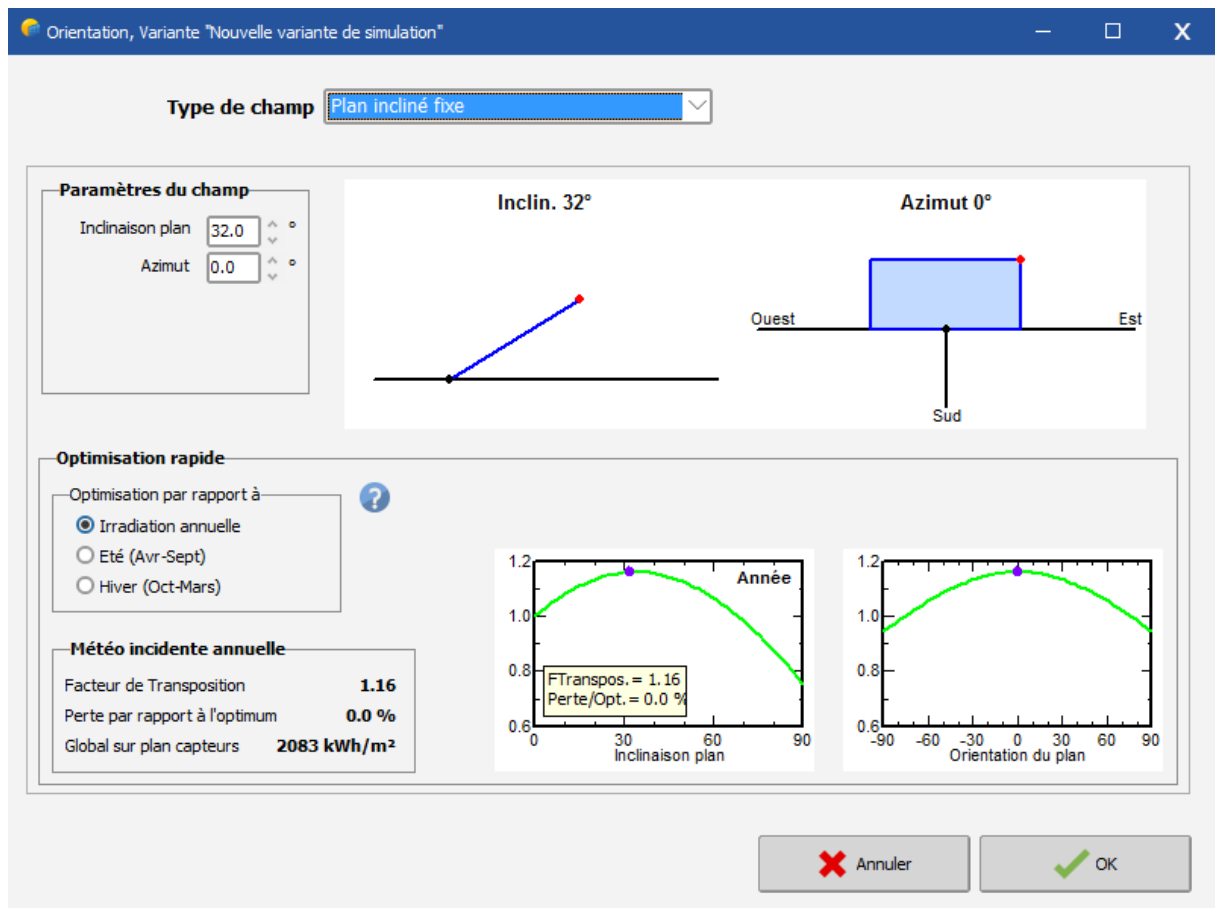 Orientation, Variante "Nouvelle variante de simulation"
Type de champ Plan incliné fixe
Paramètres du champ
Inclinaison plan 32.0 °
Azimut 0.0 °
Inclin. 32°
Azimut 0°
Ouest
Est
Sud
Optimisation rapide
Optimisation par rapport à
Irradiation annuelle
Eté (Avr-Sept)
Hiver (Oct-Mars)
?
Météo incidente annuelle
Facteur de Transposition 1.16
Perte par rapport à l'optimum 0.0 %
Global sur plan capteurs 2083 kWh/m²
1.2
1.0
0.8
0.6
Année
FTranspos.= 1.16
Perte/Opt.= 0.0 %
0 30 60 90
Inclinaison plan
1.2
1.0
0.8
0.6
-90 -60 -30 0 30 60 90
Orientation du plan
Annuler
OK